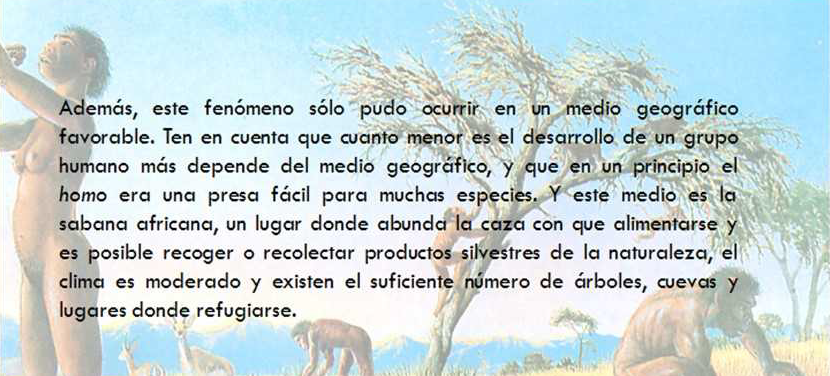 Además, este fenómeno sólo pudo ocurrir en un medio geográfico
favorable. Ten en cuenta que cuanto menor es el desarrollo de un grupo
humano más depende del medio geográfico, y que en un principio el
homo era una presa fácil para muchas especies. Y este medio es la
sabana africana, un lugar donde abunda la caza con que alimentarse y
es posible recoger o recolectar productos silvestres de la naturaleza, el
clima es moderado y existen el suficiente número de árboles, cuevas y
lugares donde refugiarse.